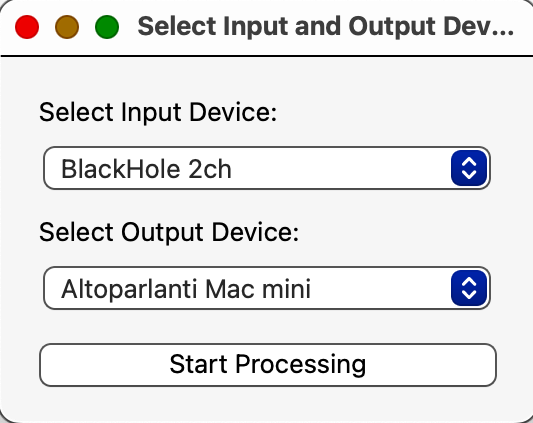 Select Input and Output Dev...
Select Input Device:
BlackHole 2ch
Select Output Device:
Altoparlanti Mac mini
Start Processing